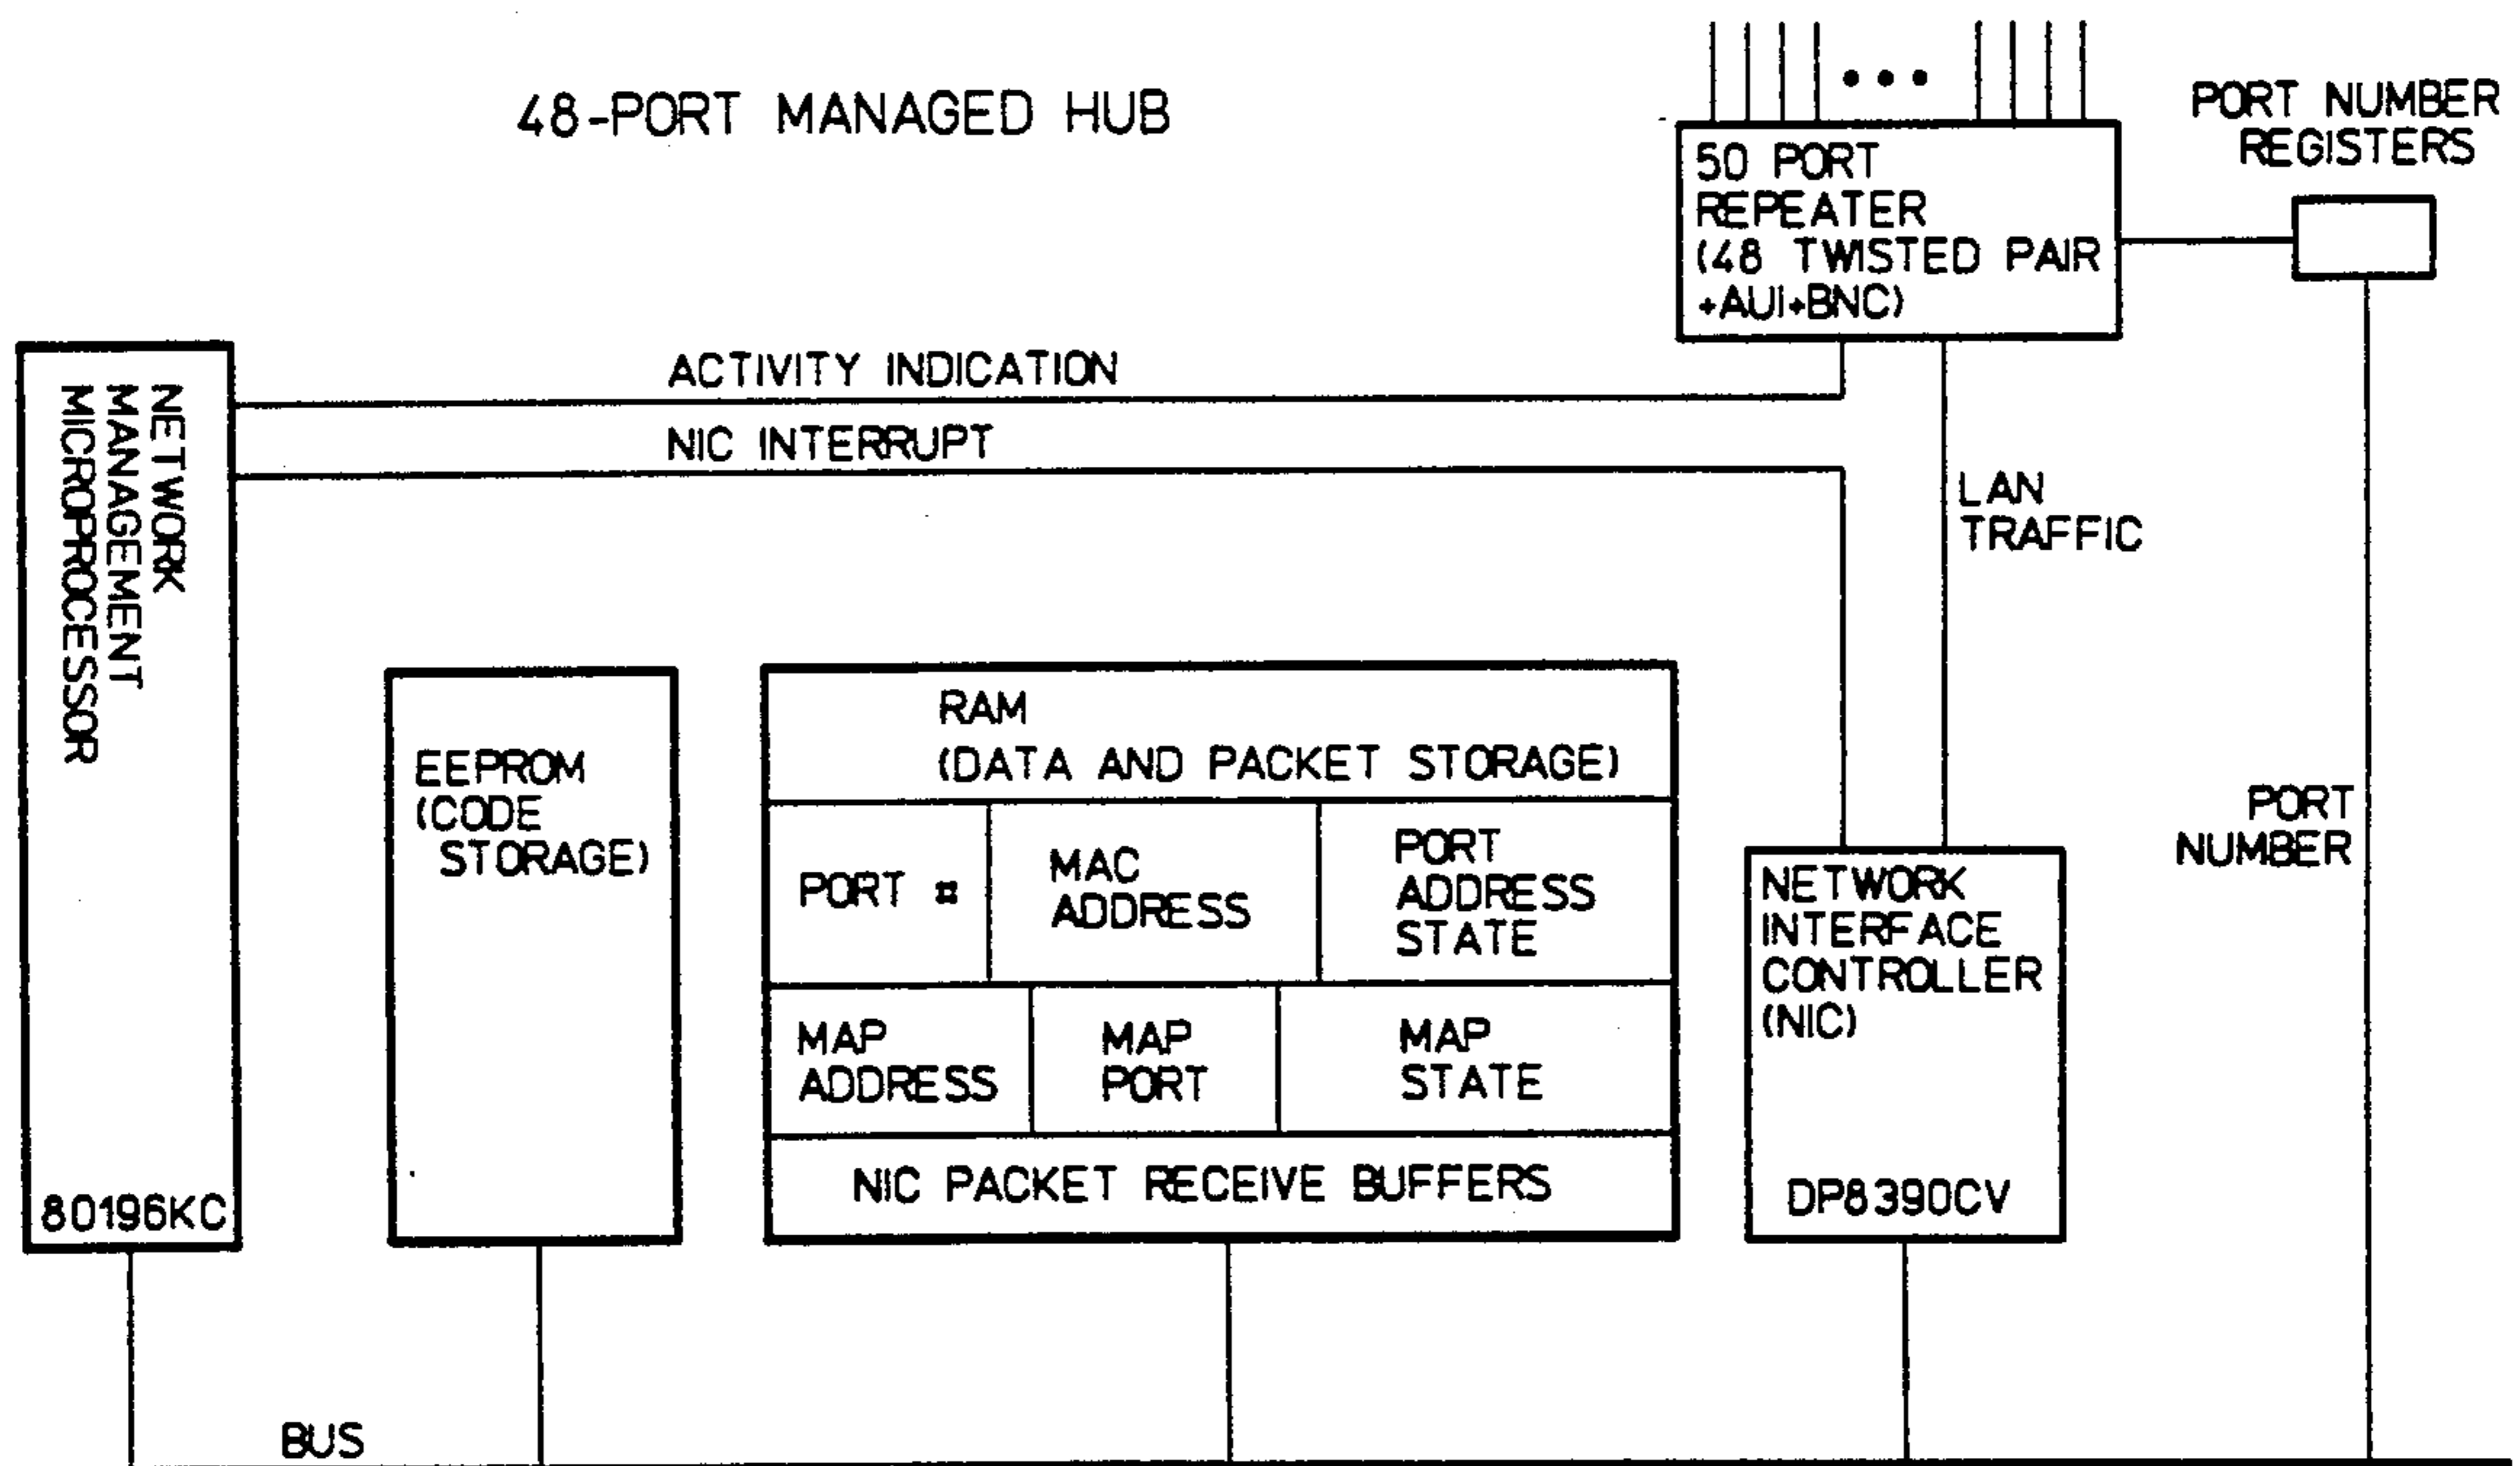 48-PORT MANAGED HUB
PORT NUMBER
REGISTERS
50 PORT
REPEATER
(48 TWISTED PAIR
+AUI+BNC)
ACTIVITY INDICATION
NIC INTERRUPT
LAN
TRAFFIC
NETWORK
MANAGEMENT
MICROPROCESSOR
80196KC
EEPROM
(CODE
STORAGE)
RAM
(DATA AND PACKET STORAGE)
PORT #
MAC
ADDRESS
PORT
ADDRESS
STATE
MAP
ADDRESS
MAP
PORT
MAP
STATE
NIC PACKET RECEIVE BUFFERS
NETWORK
INTERFACE
CONTROLLER
(NIC)
DP8390CV
PORT
NUMBER
BUS